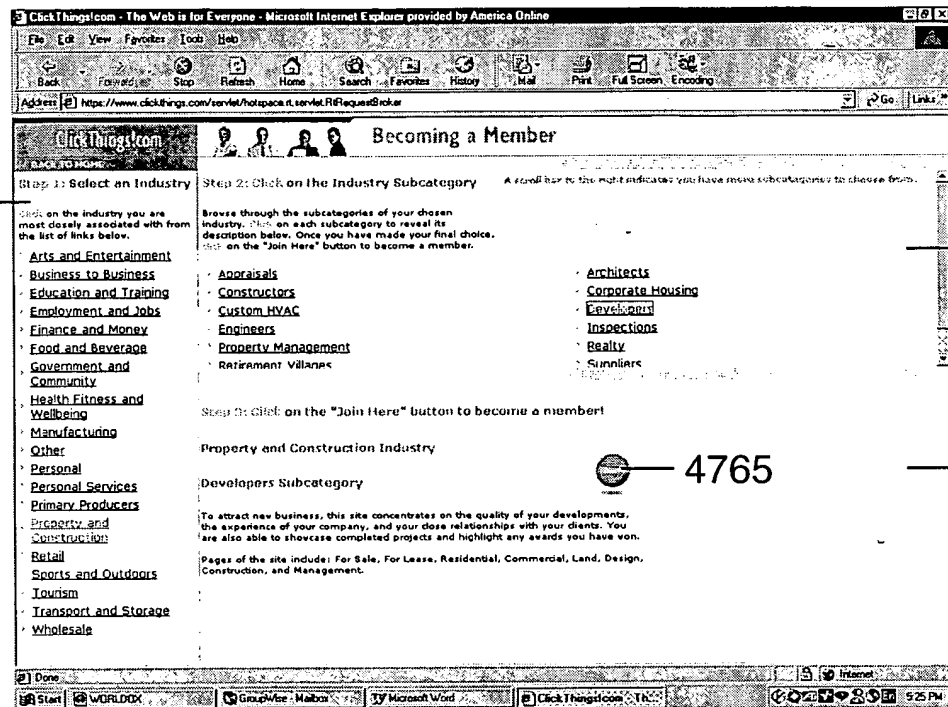 ClickThings!com - The Web is for Everyone - Microsoft Internet Explorer provided by America Online
File Edit View Favorites Tools Help
Back Forward Stop Refresh Home Search Favorites History Mail Print Full Screen Encoding
Address https://www.clickthings.com/servlet/hotspace.rt.servlet.RtRequestBroker Go Links »
ClickThings!com
BACK TO HOME
Becoming a Member
Step 1: Select an Industry
Click on the industry you are
most closely associated with from
the list of links below.
Arts and Entertainment
Business to Business
Education and Training
Employment and Jobs
Finance and Money
Food and Beverage
Government and
Community
Health Fitness and
Wellbeing
Manufacturing
Other
Personal
Personal Services
Primary Producers
Property and
Construction
Retail
Sports and Outdoors
Tourism
Transport and Storage
Wholesale
Step 2: Click on the Industry Subcategory
A scroll bar to the right indicates you have more subcategories to choose from.
Browse through the subcategories of your chosen
industry. Click on each subcategory to reveal its
description below. Once you have made your final choice,
click on the "Join Here" button to become a member.
Appraisals
Constructors
Custom HVAC
Engineers
Property Management
Retirement Villages
Architects
Corporate Housing
Developers
Inspections
Realty
Suppliers
Step 3: Click on the "Join Here" button to become a member!
Property and Construction Industry
4765
Developers Subcategory
To attract new business, this site concentrates on the quality of your developments,
the experience of your company, and your close relationships with your clients. You
are also able to showcase completed projects and highlight any awards you have won.
Pages of the site include: For Sale, For Lease, Residential, Commercial, Land, Design,
Construction, and Management.
Done Internet
Start WORLDOX GroupWise - Mailbox Microsoft Word ClickThings!com - Th... 5:25 PM